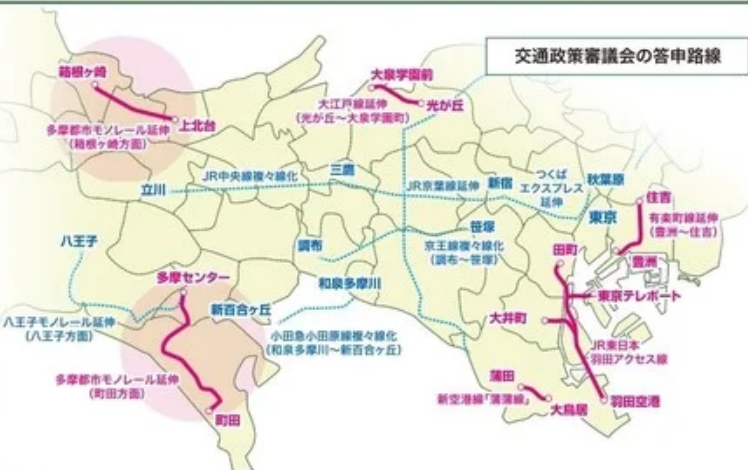 交通政策審議会の答申路線
箱根ヶ崎
上北台
多摩都市モノレール延伸
（箱根ヶ崎方面）
大泉学園前
光が丘
大江戸線延伸
（光が丘～大泉学園町）
立川
JR中央線複々線化
三鷹
JR京葉線延伸
新宿
つくば
エクスプレス
延伸
秋葉原
東京
住吉
有楽町線延伸
（豊洲～住吉）
豊洲
八王子
調布
笹塚
京王線複々線化
（調布～笹塚）
田町
多摩センター
和泉多摩川
新百合ヶ丘
東京テレポート
八王子モノレール延伸
（八王子方面）
小田急小田原線複々線化
（和泉多摩川～新百合ヶ丘）
大井町
JR東日本
羽田アクセス線
多摩都市モノレール延伸
（町田方面）
町田
蒲田
新空港線「蒲蒲線」
大鳥居
羽田空港